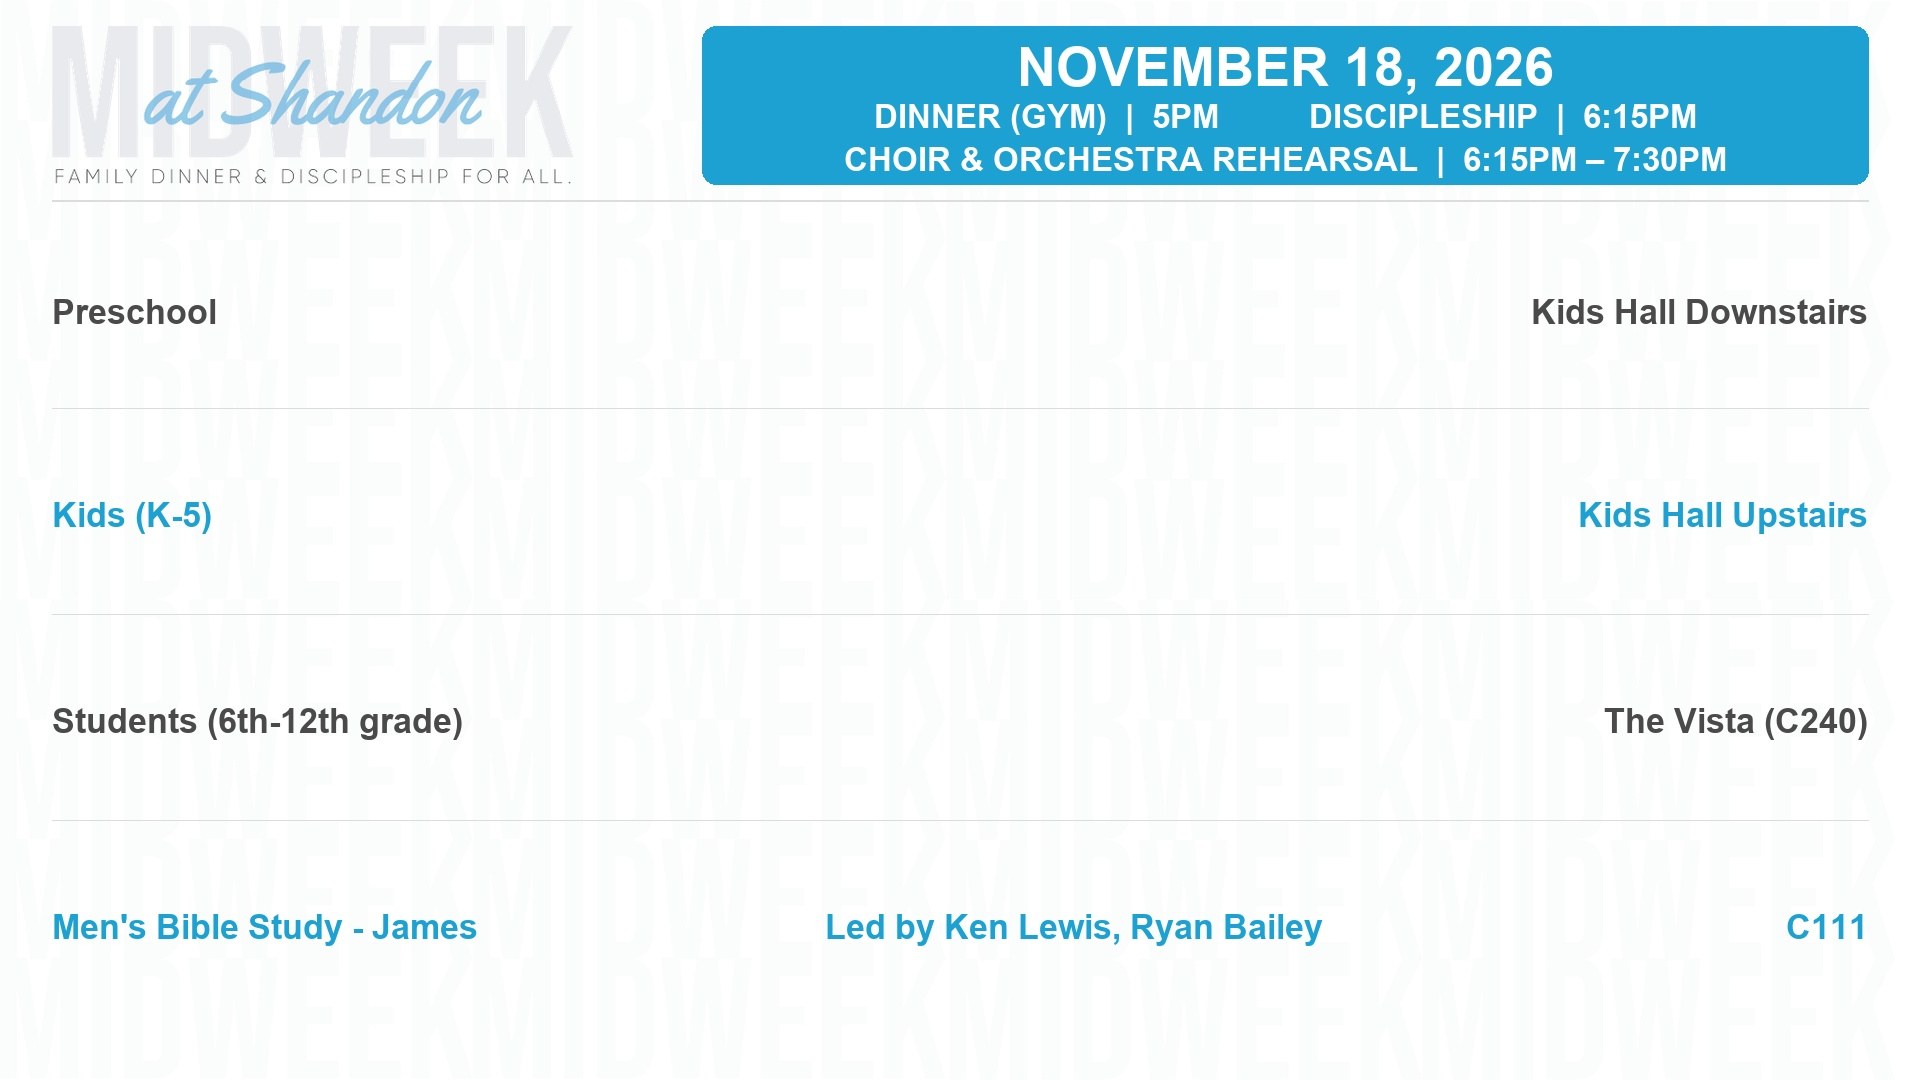 MIDWEEK
at Shandon
FAMILY DINNER & DISCIPLESHIP FOR ALL.
NOVEMBER 18, 2026
DINNER (GYM) | 5PM DISCIPLESHIP | 6:15PM
CHOIR & ORCHESTRA REHEARSAL | 6:15PM – 7:30PM
Preschool Kids Hall Downstairs
Kids (K-5) Kids Hall Upstairs
Students (6th-12th grade) The Vista (C240)
Men's Bible Study - James Led by Ken Lewis, Ryan Bailey C111